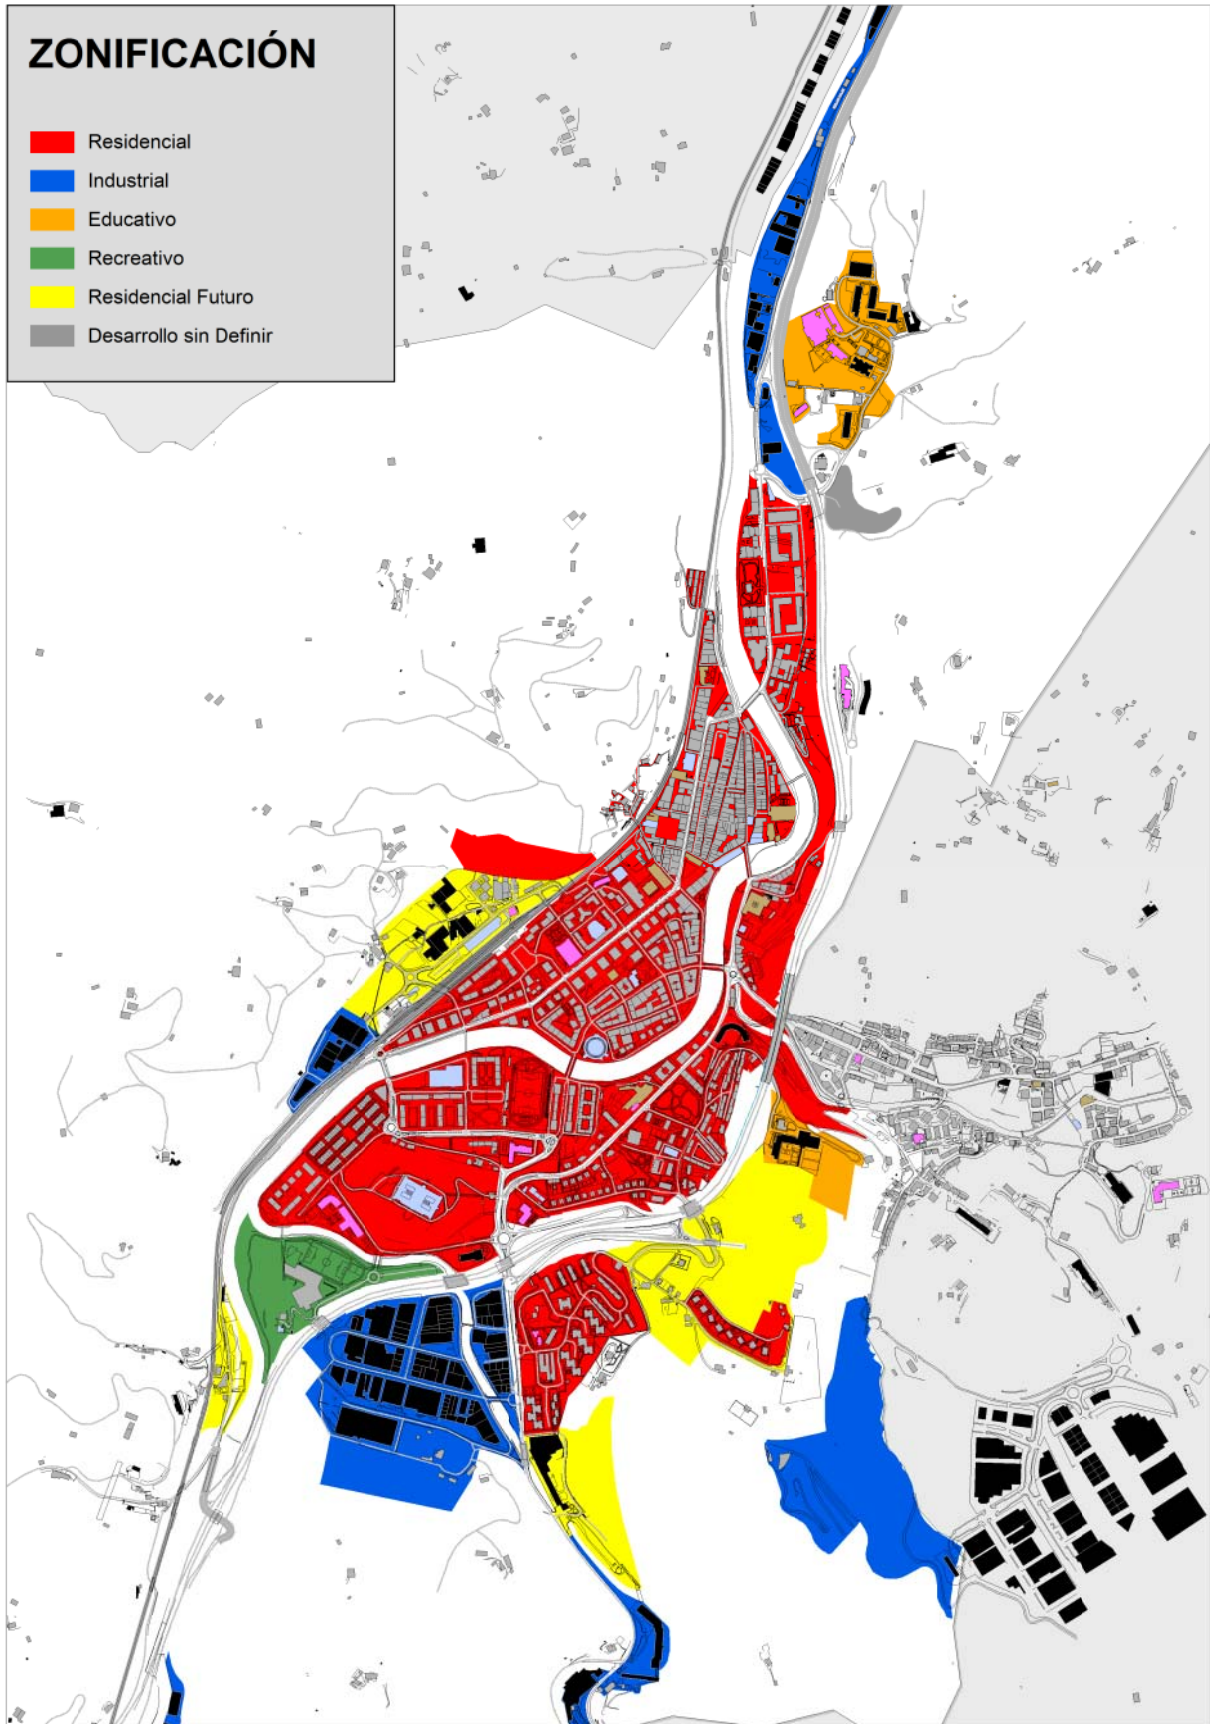 ZONIFICACIÓN
Residencial
Industrial
Educativo
Recreativo
Residencial Futuro
Desarrollo sin Definir